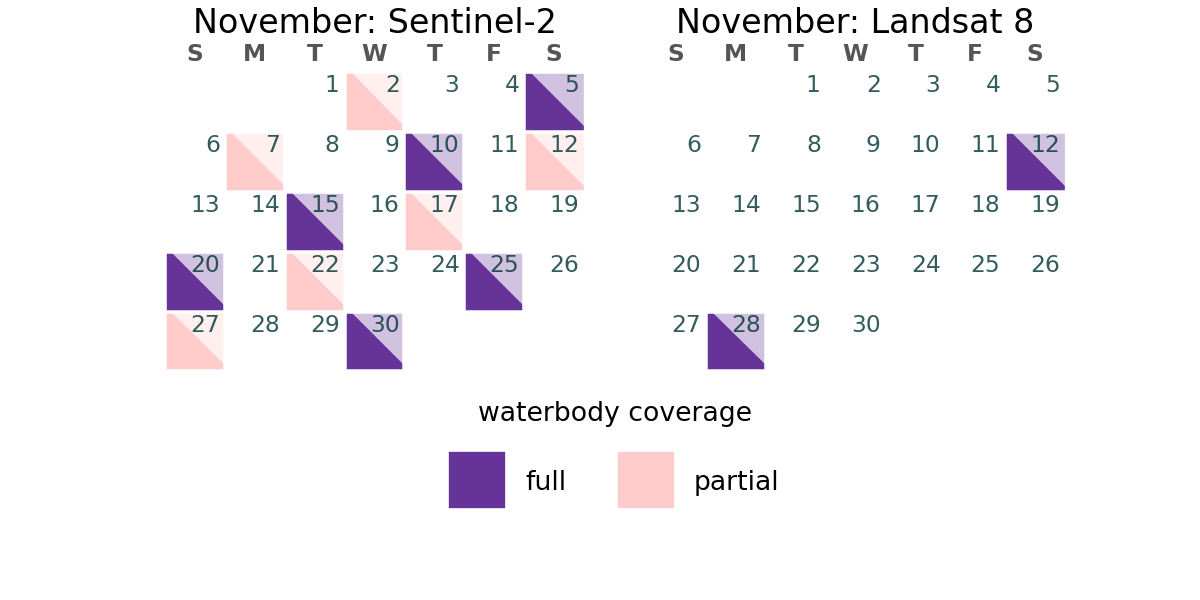 November: Sentinel-2
S M T W T F S
1 2 3 4 5
6 7 8 9 10 11 12
13 14 15 16 17 18 19
20 21 22 23 24 25 26
27 28 29 30
November: Landsat 8
S M T W T F S
1 2 3 4 5
6 7 8 9 10 11 12
13 14 15 16 17 18 19
20 21 22 23 24 25 26
27 28 29 30
waterbody coverage
full
partial